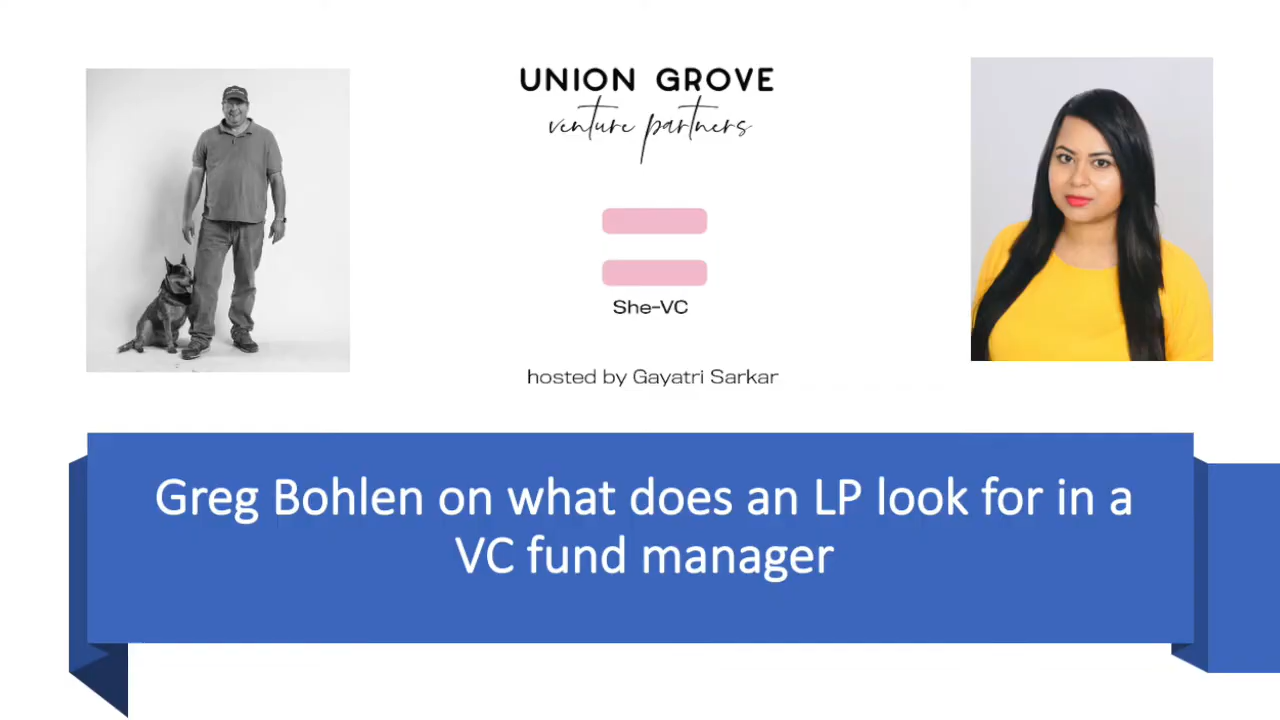 UNION GROVE
venture partners
She-VC
hosted by Gayatri Sarkar
Greg Bohlen on what does an LP look for in a
VC fund manager